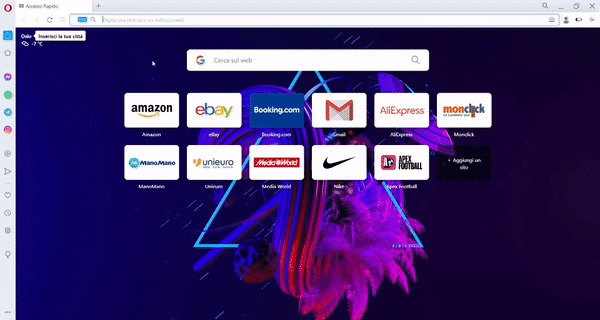 Accesso Rapido
Digita una ricerca o un indirizzo web
Oslo
Inserisci la tua città
-7 °C
Cerca sul web
amazon
ebay
Booking.com
AliExpress
monclick
Amazon
eBay
Booking.com
Gmail
AliExpress
Monclick
ManoMano
unieuro
MediaWorld
APEX
FOOTBALL
+ Aggiungi un
sito
ManoMano
Unieuro
Media World
Nike
Apex Football